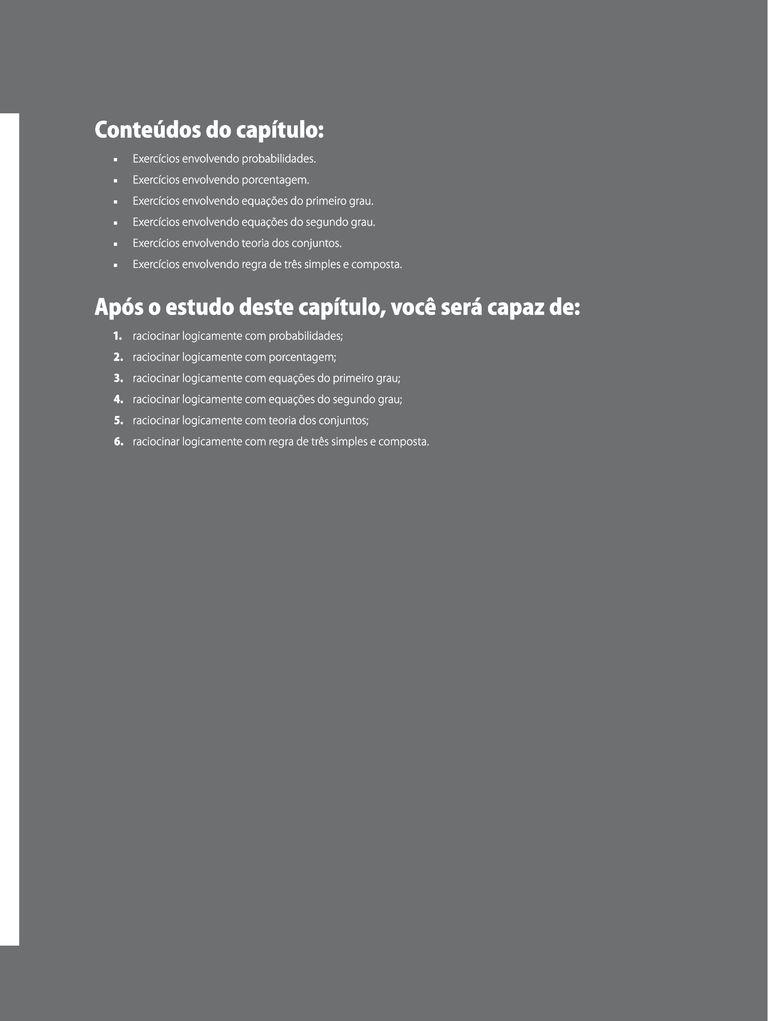 Conteúdos do capítulo:
▪ Exercícios envolvendo probabilidades.
▪ Exercícios envolvendo porcentagem.
▪ Exercícios envolvendo equações do primeiro grau.
▪ Exercícios envolvendo equações do segundo grau.
▪ Exercícios envolvendo teoria dos conjuntos.
▪ Exercícios envolvendo regra de três simples e composta.
Após o estudo deste capítulo, você será capaz de:
1. raciocinar logicamente com probabilidades;
2. raciocinar logicamente com porcentagem;
3. raciocinar logicamente com equações do primeiro grau;
4. raciocinar logicamente com equações do segundo grau;
5. raciocinar logicamente com teoria dos conjuntos;
6. raciocinar logicamente com regra de três simples e composta.